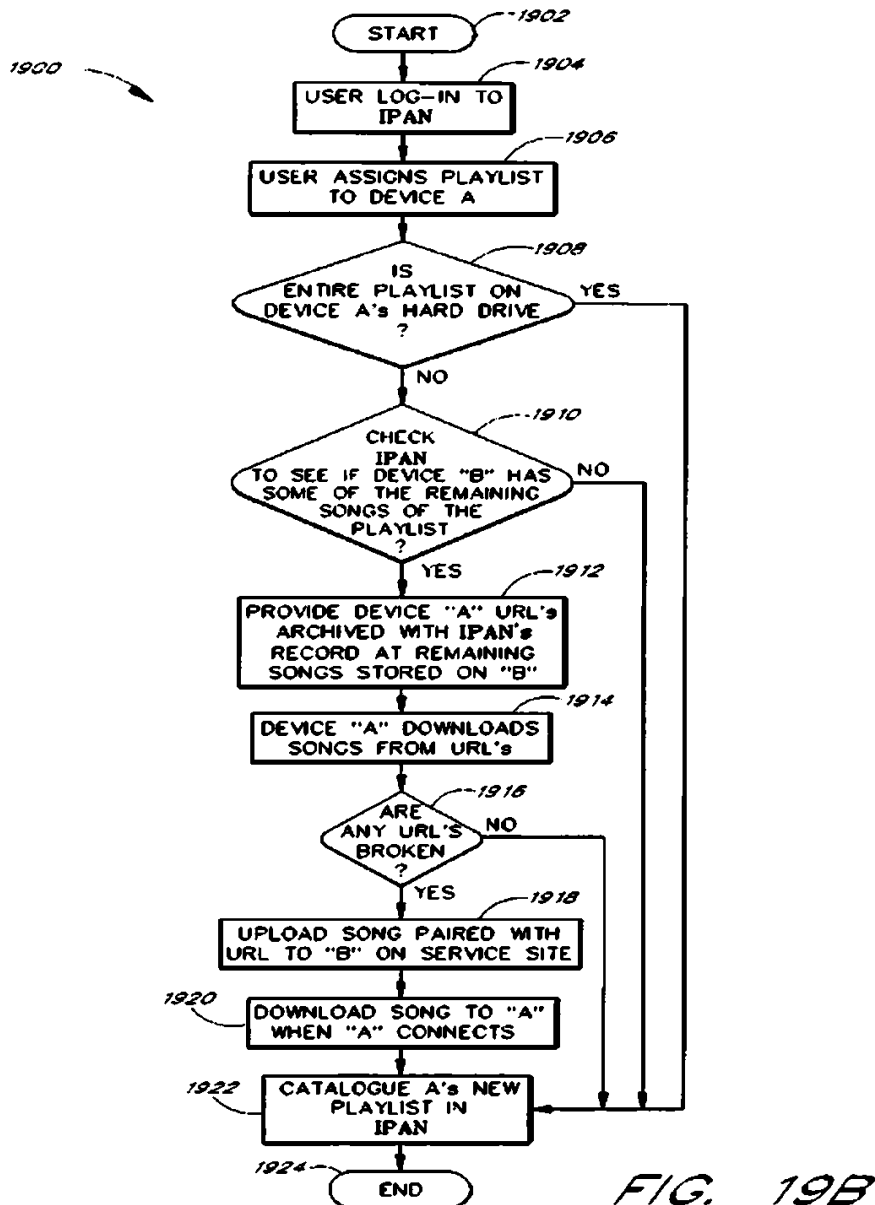 1902
START
1900
1904
USER LOG-IN TO
IPAN
1906
USER ASSIGNS PLAYLIST
TO DEVICE A
1908
IS
ENTIRE PLAYLIST ON
DEVICE A's HARD DRIVE
?
YES
NO
1910
CHECK
IPAN
TO SEE IF DEVICE "B" HAS
SOME OF THE REMAINING
SONGS OF THE
PLAYLIST
?
NO
YES
1912
PROVIDE DEVICE "A" URL's
ARCHIVED WITH IPAN's
RECORD AT REMAINING
SONGS STORED ON "B"
1914
DEVICE "A" DOWNLOADS
SONGS FROM URL's
1916
ARE
ANY URL'S
BROKEN
?
NO
YES
1918
UPLOAD SONG PAIRED WITH
URL TO "B" ON SERVICE SITE
1920
DOWNLOAD SONG TO "A"
WHEN "A" CONNECTS
1922
CATALOGUE A's NEW
PLAYLIST IN
IPAN
1924
END
FIG. 19B